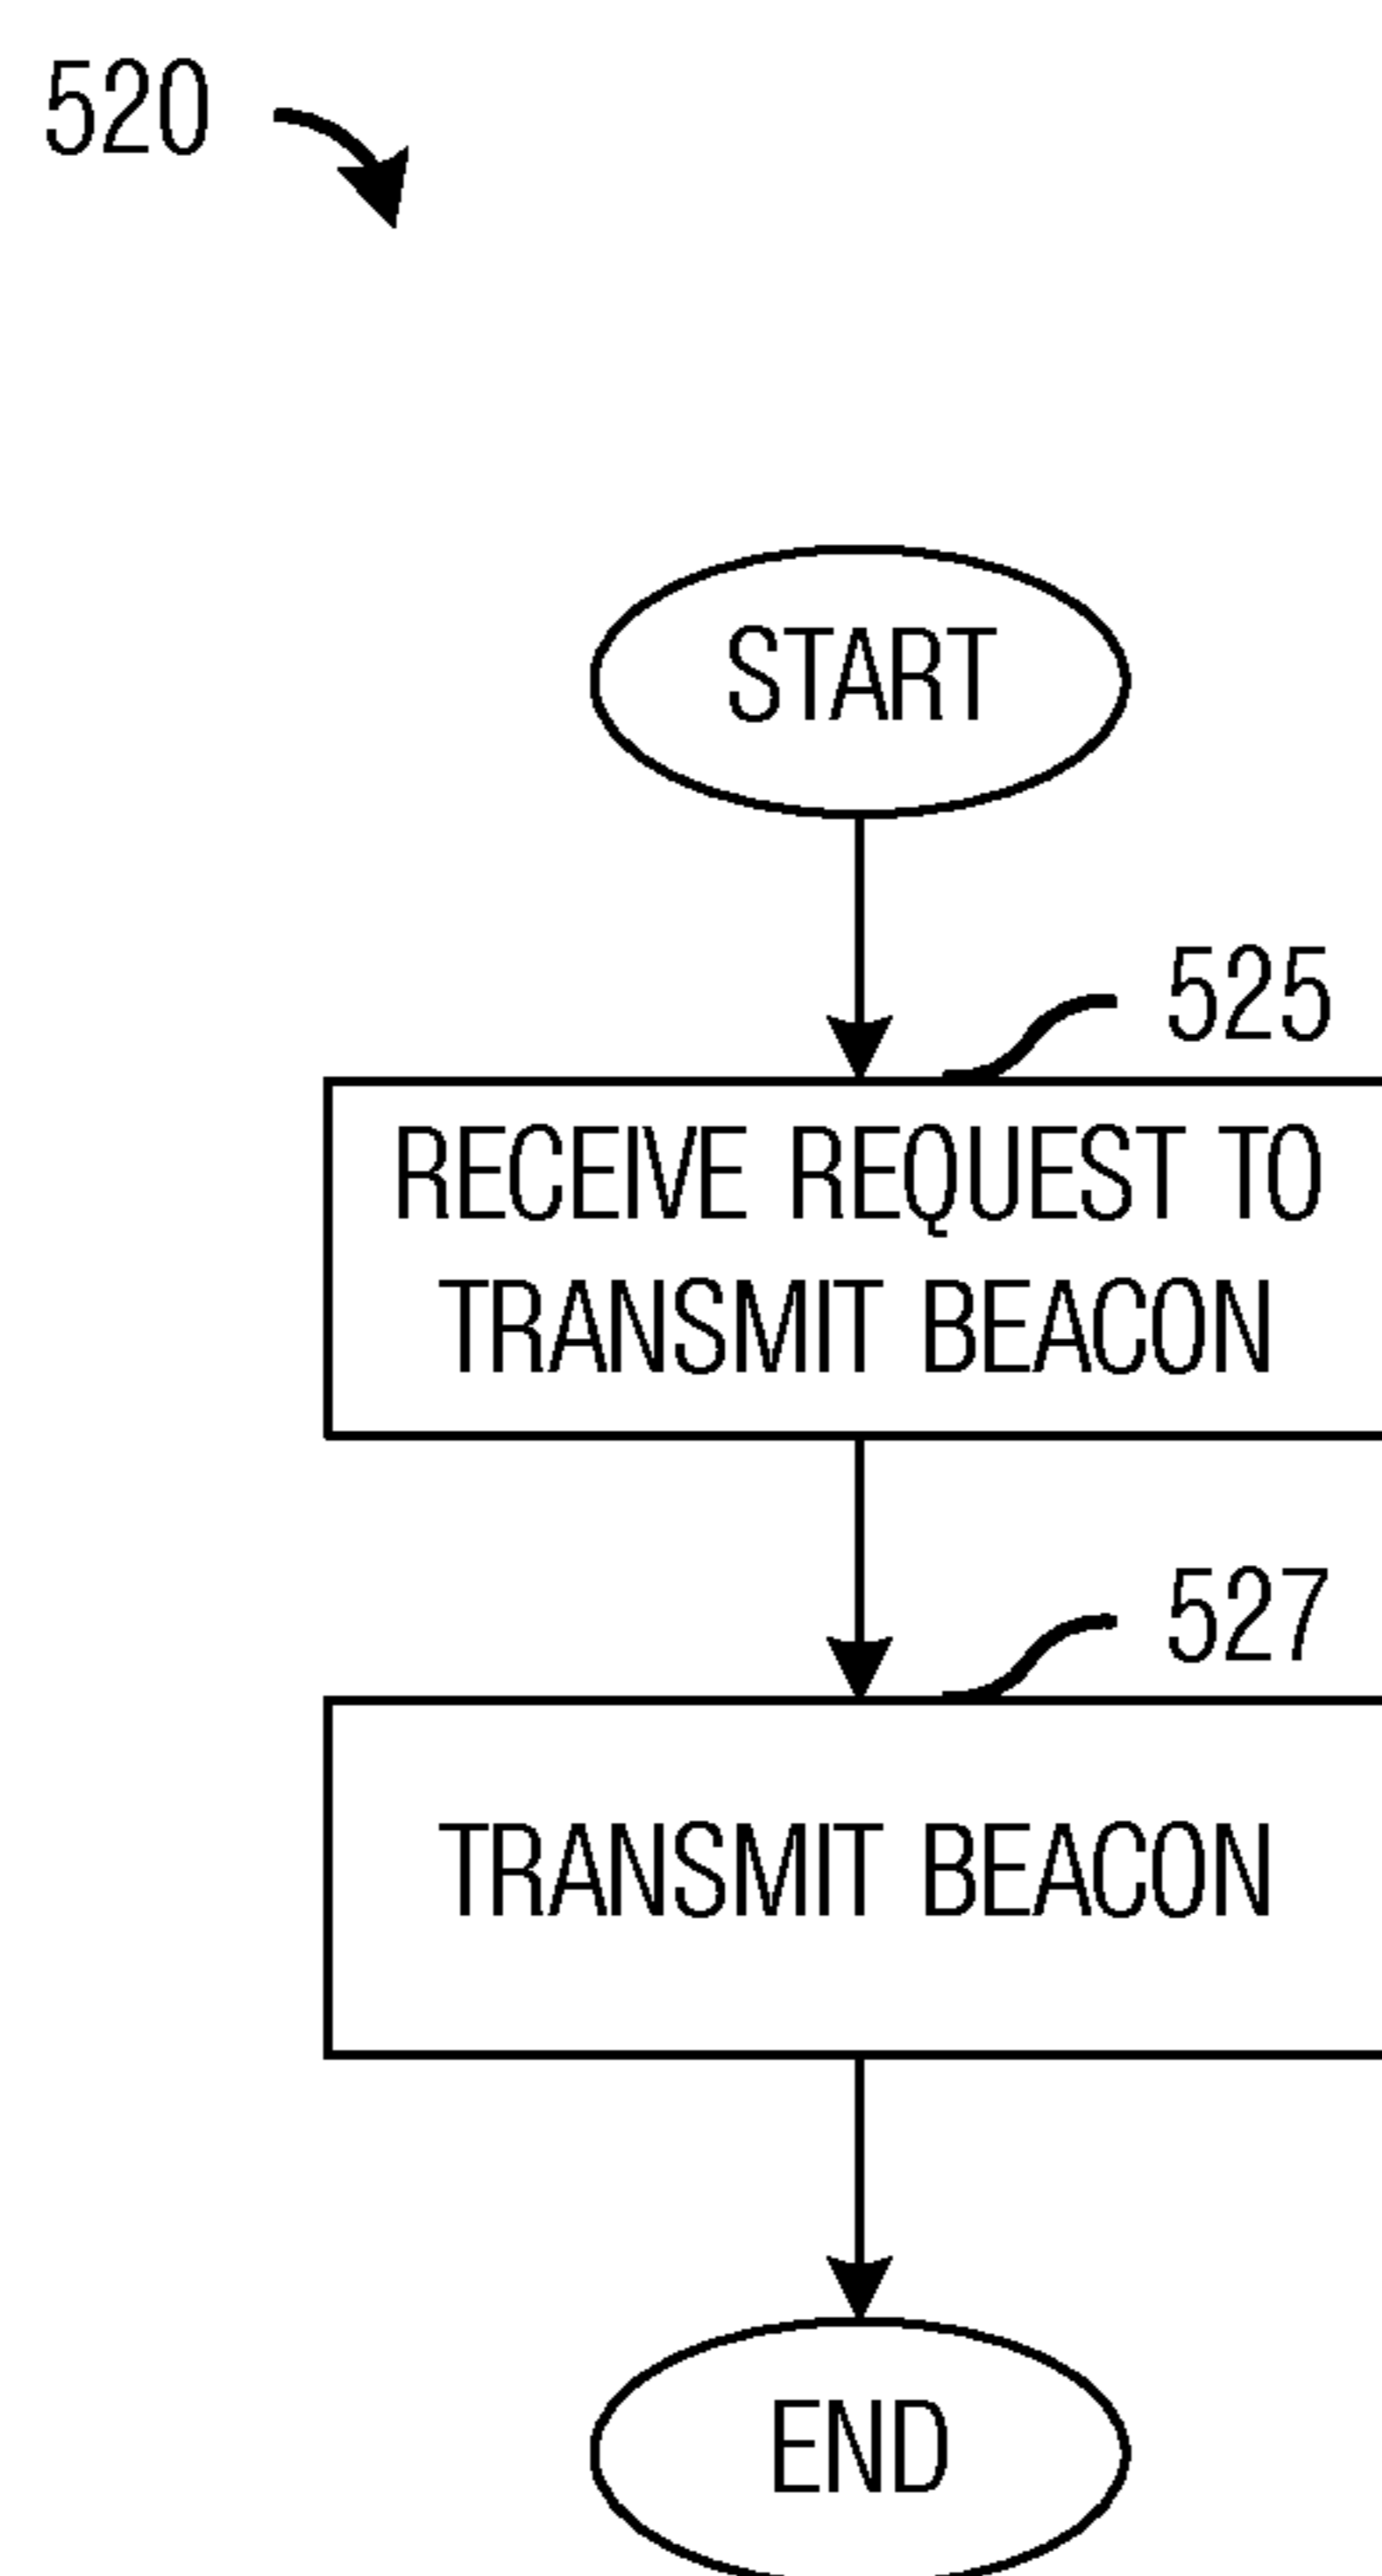 520
START
525
RECEIVE REQUEST TO
TRANSMIT BEACON
527
TRANSMIT BEACON
END